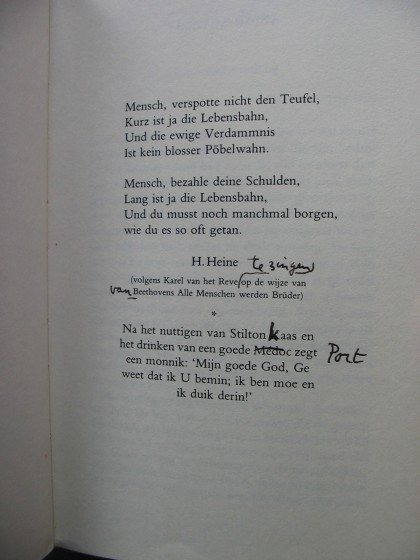 Mensch, verspotte nicht den Teufel,
Kurz ist ja die Lebensbahn,
Und die ewige Verdammnis
Ist kein blosser Pöbelwahn.
Mensch, bezahle deine Schulden,
Lang ist ja die Lebensbahn,
Und du musst noch manchmal borgen,
wie du es so oft getan.
H. Heine te zingen
(volgens Karel van het Reve/op de wijze van
van Beethovens Alle Menschen werden Brüder)
*
Na het nuttigen van Stilton Kaas en
het drinken van een goede Médoc zegt Port
een monnik: 'Mijn goede God, Ge
weet dat ik U bemin; ik ben moe en
ik duik derin!'